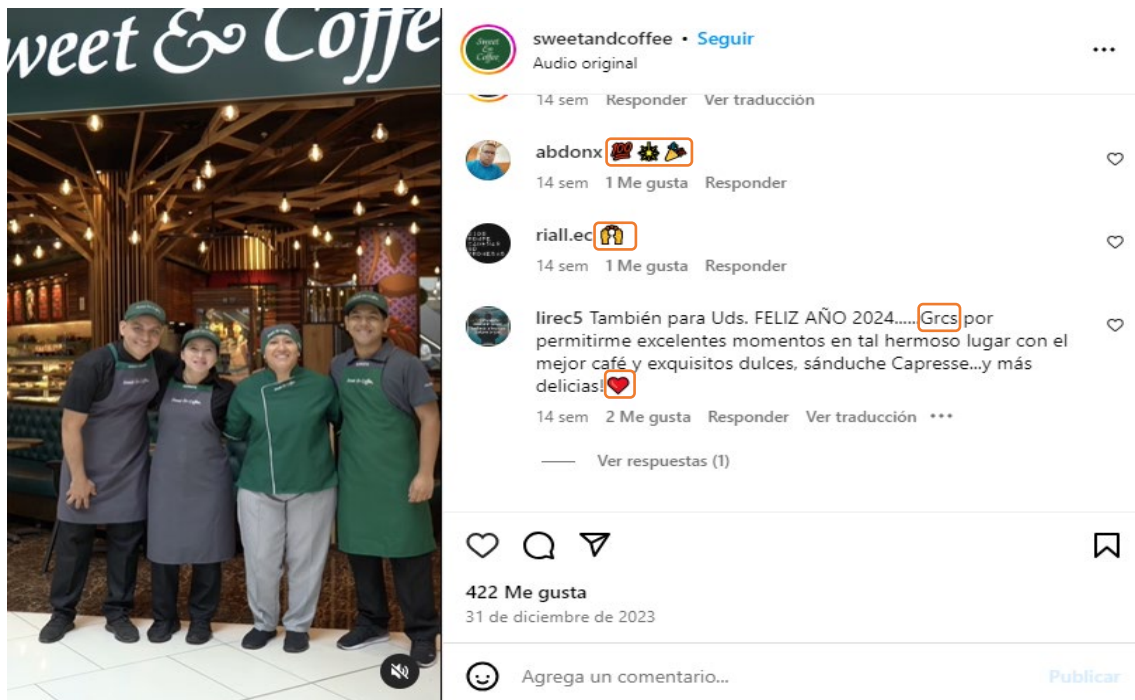 weet & Coffe
Sweet & Coffee
sweetandcoffee • Seguir
Audio original
14 sem Responder Ver traducción
abdonx 💯 ✴️ 🎉
14 sem 1 Me gusta Responder
riall.ec 🙌
14 sem 1 Me gusta Responder
lirec5 También para Uds. FELIZ AÑO 2024.....Grcs por
permitirme excelentes momentos en tal hermoso lugar con el
mejor café y exquisitos dulces, sánduche Capresse...y más
delicias!❤️
14 sem 2 Me gusta Responder Ver traducción •••
Ver respuestas (1)
422 Me gusta
31 de diciembre de 2023
Agrega un comentario...
Publicar